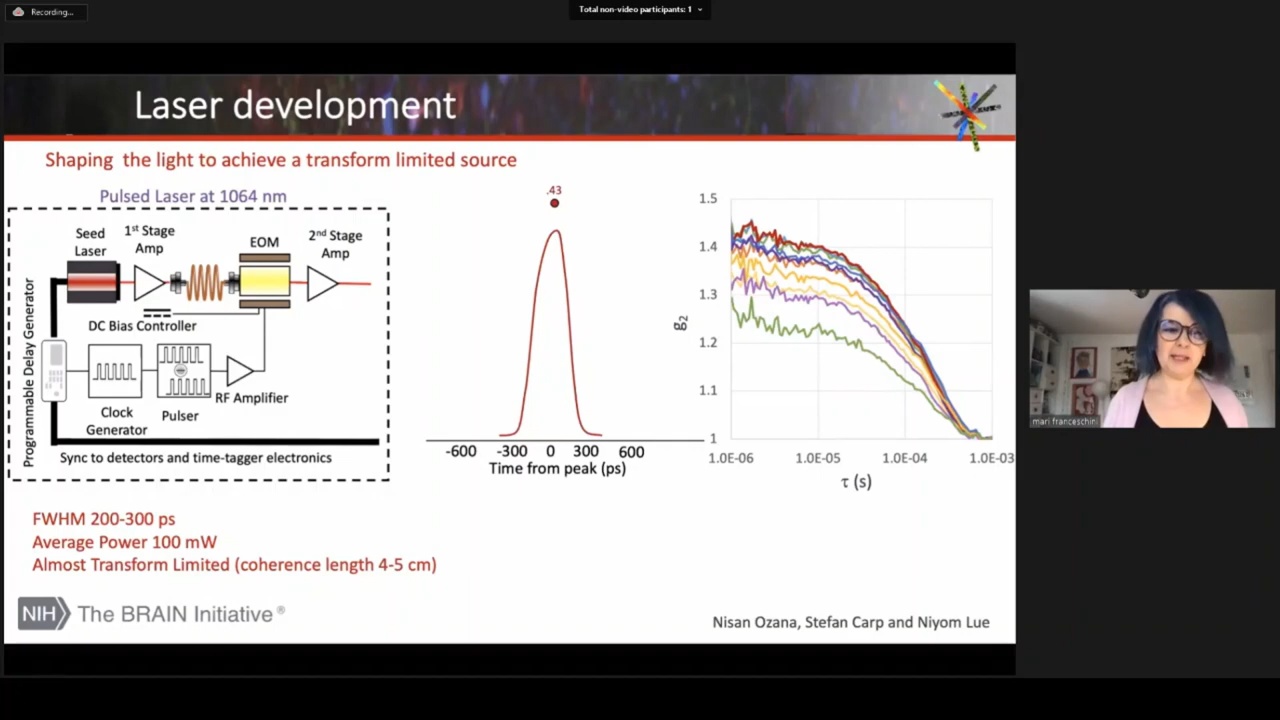 Recording...
Total non-video participants: 1
Laser development
Shaping the light to achieve a transform limited source
Pulsed Laser at 1064 nm
Seed
Laser
1st Stage
Amp
EOM
2nd Stage
Amp
DC Bias Controller
Programmable Delay Generator
Clock
Generator
Pulser
RF Amplifier
Sync to detectors and time-tagger electronics
.43
-600 -300 0 300 600
Time from peak (ps)
1.5
1.4
1.3
1.2
1.1
1
g2
1.0E-06 1.0E-05 1.0E-04 1.0E-03
τ (s)
FWHM 200-300 ps
Average Power 100 mW
Almost Transform Limited (coherence length 4-5 cm)
NIH The BRAIN Initiative®
Nisan Ozana, Stefan Carp and Niyom Lue
mari franceschini